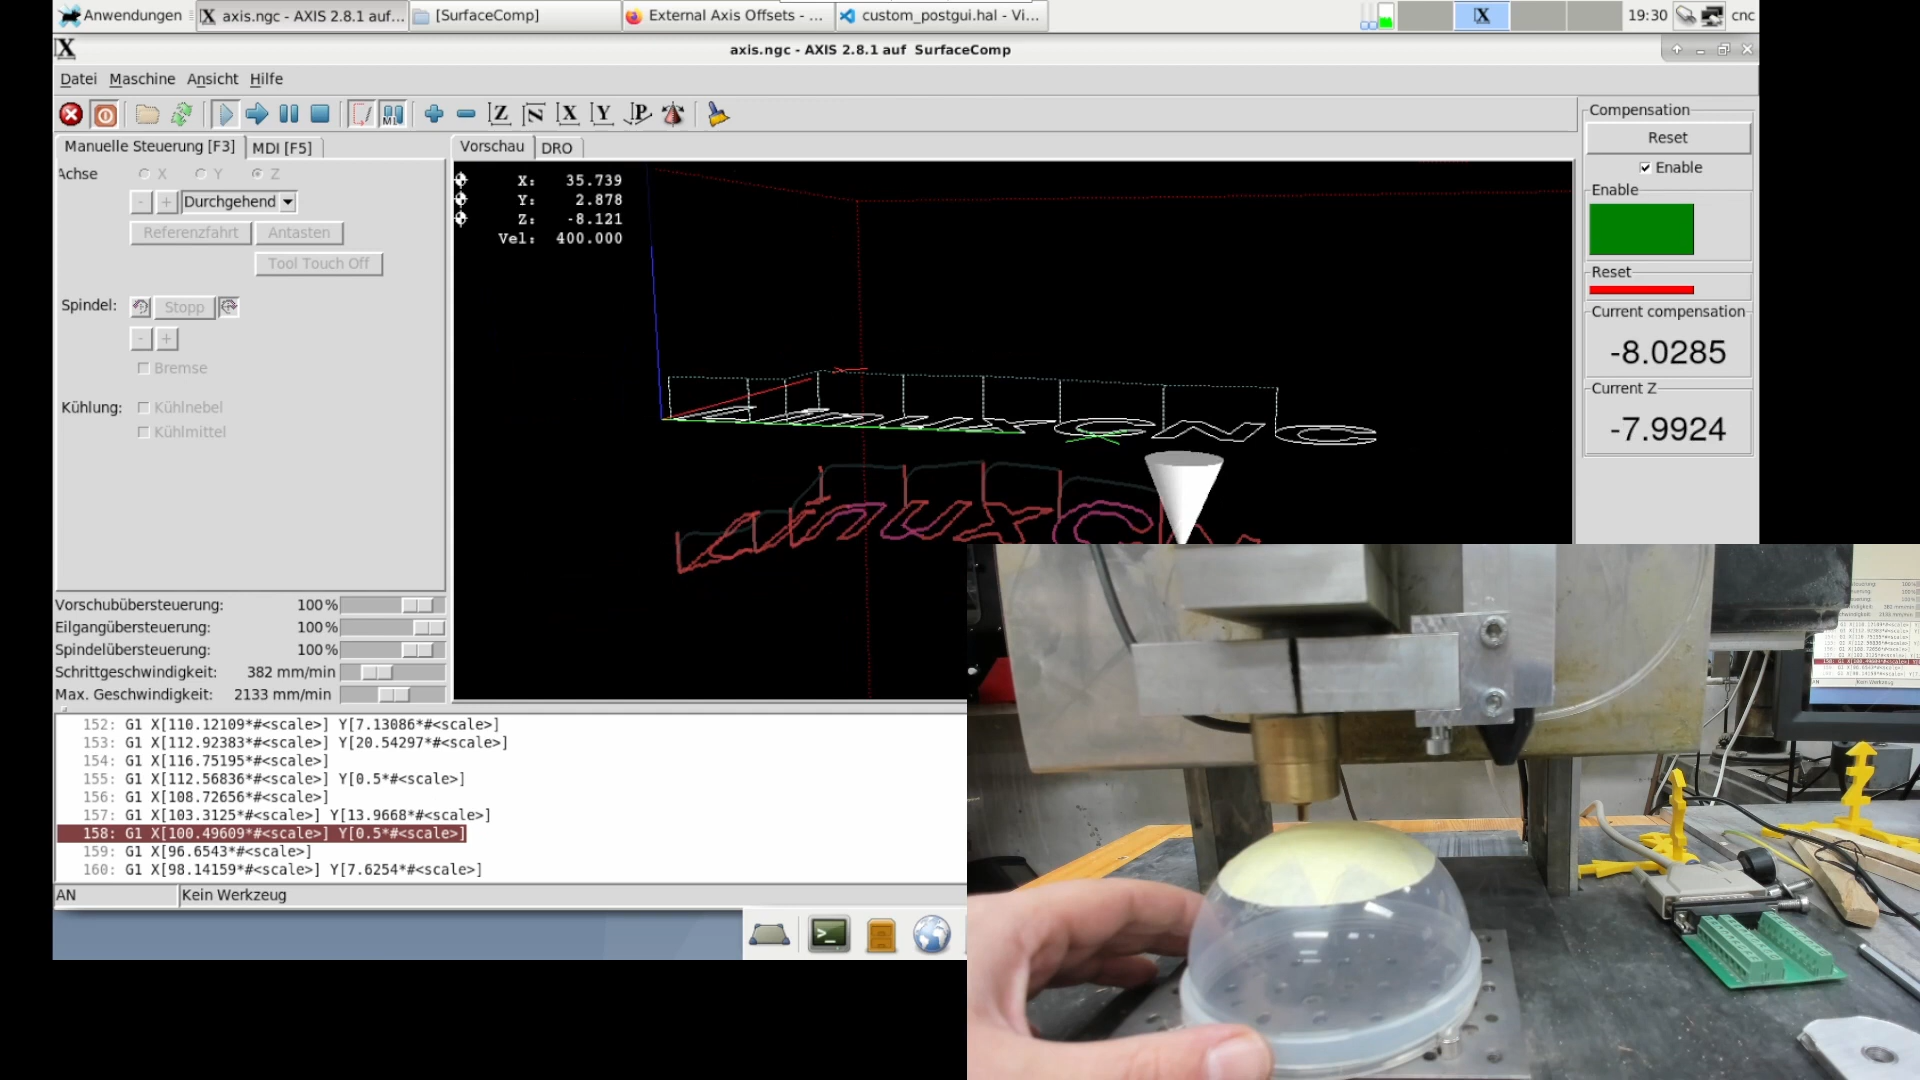 Anwendungen
axis.ngc - AXIS 2.8.1 auf...
[SurfaceComp]
External Axis Offsets - ...
custom_postgui.hal - Vi...
19:30
cnc
axis.ngc - AXIS 2.8.1 auf SurfaceComp
Datei Maschine Ansicht Hilfe
Manuelle Steuerung [F3] MDI [F5]
Achse X Y Z
- + Durchgehend
Referenzfahrt Antasten
Tool Touch Off
Spindel: Stopp
- +
Bremse
Kühlung: Kühlnebel
Kühlmittel
Vorschubübersteuerung: 100%
Eilgangübersteuerung: 100%
Spindelübersteuerung: 100%
Schrittgeschwindigkeit: 382 mm/min
Max. Geschwindigkeit: 2133 mm/min
Vorschau DRO
X: 35.739
Y: 2.878
Z: -8.121
Vel: 400.000
LinuxCNC
Compensation
Reset
Enable
Enable
Reset
Current compensation
-8.0285
Current Z
-7.9924
152: G1 X[110.12109*#<scale>] Y[7.13086*#<scale>]
153: G1 X[112.92383*#<scale>] Y[20.54297*#<scale>]
154: G1 X[116.75195*#<scale>]
155: G1 X[112.56836*#<scale>] Y[0.5*#<scale>]
156: G1 X[108.72656*#<scale>]
157: G1 X[103.3125*#<scale>] Y[13.9668*#<scale>]
158: G1 X[100.49609*#<scale>] Y[0.5*#<scale>]
159: G1 X[96.6543*#<scale>]
160: G1 X[98.14159*#<scale>] Y[7.6254*#<scale>]
AN Kein Werkzeug